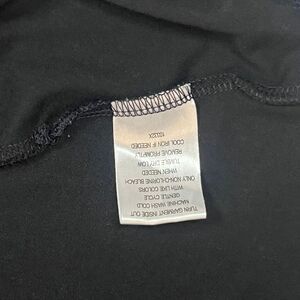 TURN GARMENT INSIDE OUT
MACHINE WASH COLD
GENTLE CYCLE
WITH LIKE COLORS
ONLY NON-CHLORINE BLEACH
WHEN NEEDED
TUMBLE DRY LOW
REMOVE PROMPTLY
COOL IRON IF NEEDED